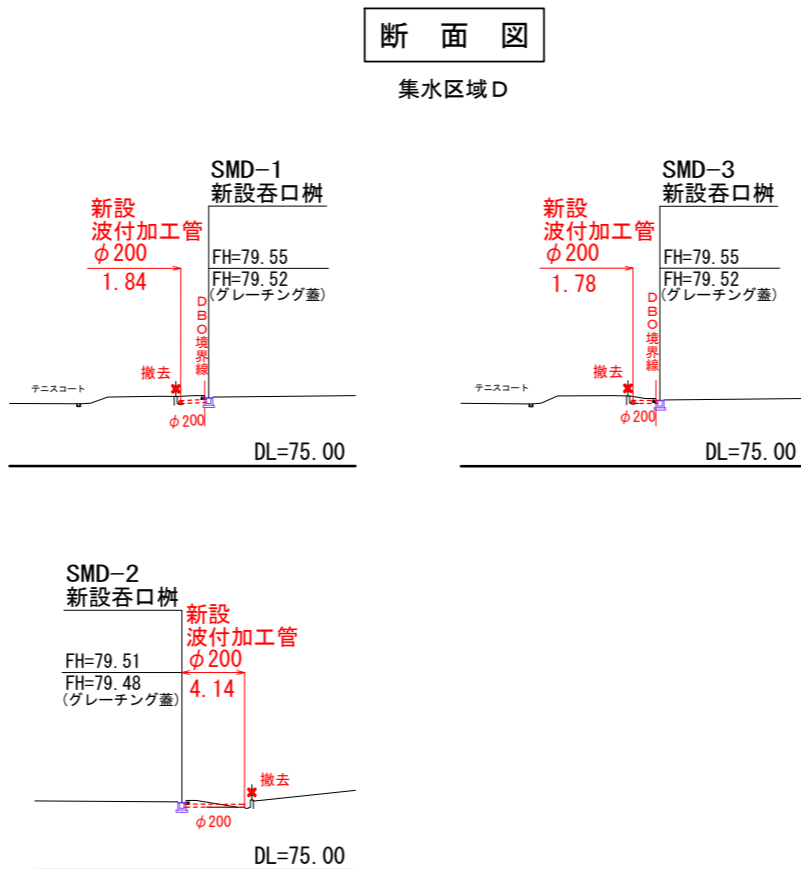 断面図
集水区域D
SMD-1
新設呑口桝
新設
波付加工管
φ200
1.84
FH=79.55
FH=79.52
(グレーチング蓋)
DBO境界線
撤去
テニスコート
φ200
DL=75.00
SMD-3
新設呑口桝
新設
波付加工管
φ200
1.78
FH=79.55
FH=79.52
(グレーチング蓋)
DBO境界線
撤去
テニスコート
φ200
DL=75.00
SMD-2
新設呑口桝
新設
波付加工管
φ200
4.14
FH=79.51
FH=79.48
(グレーチング蓋)
撤去
φ200
DL=75.00